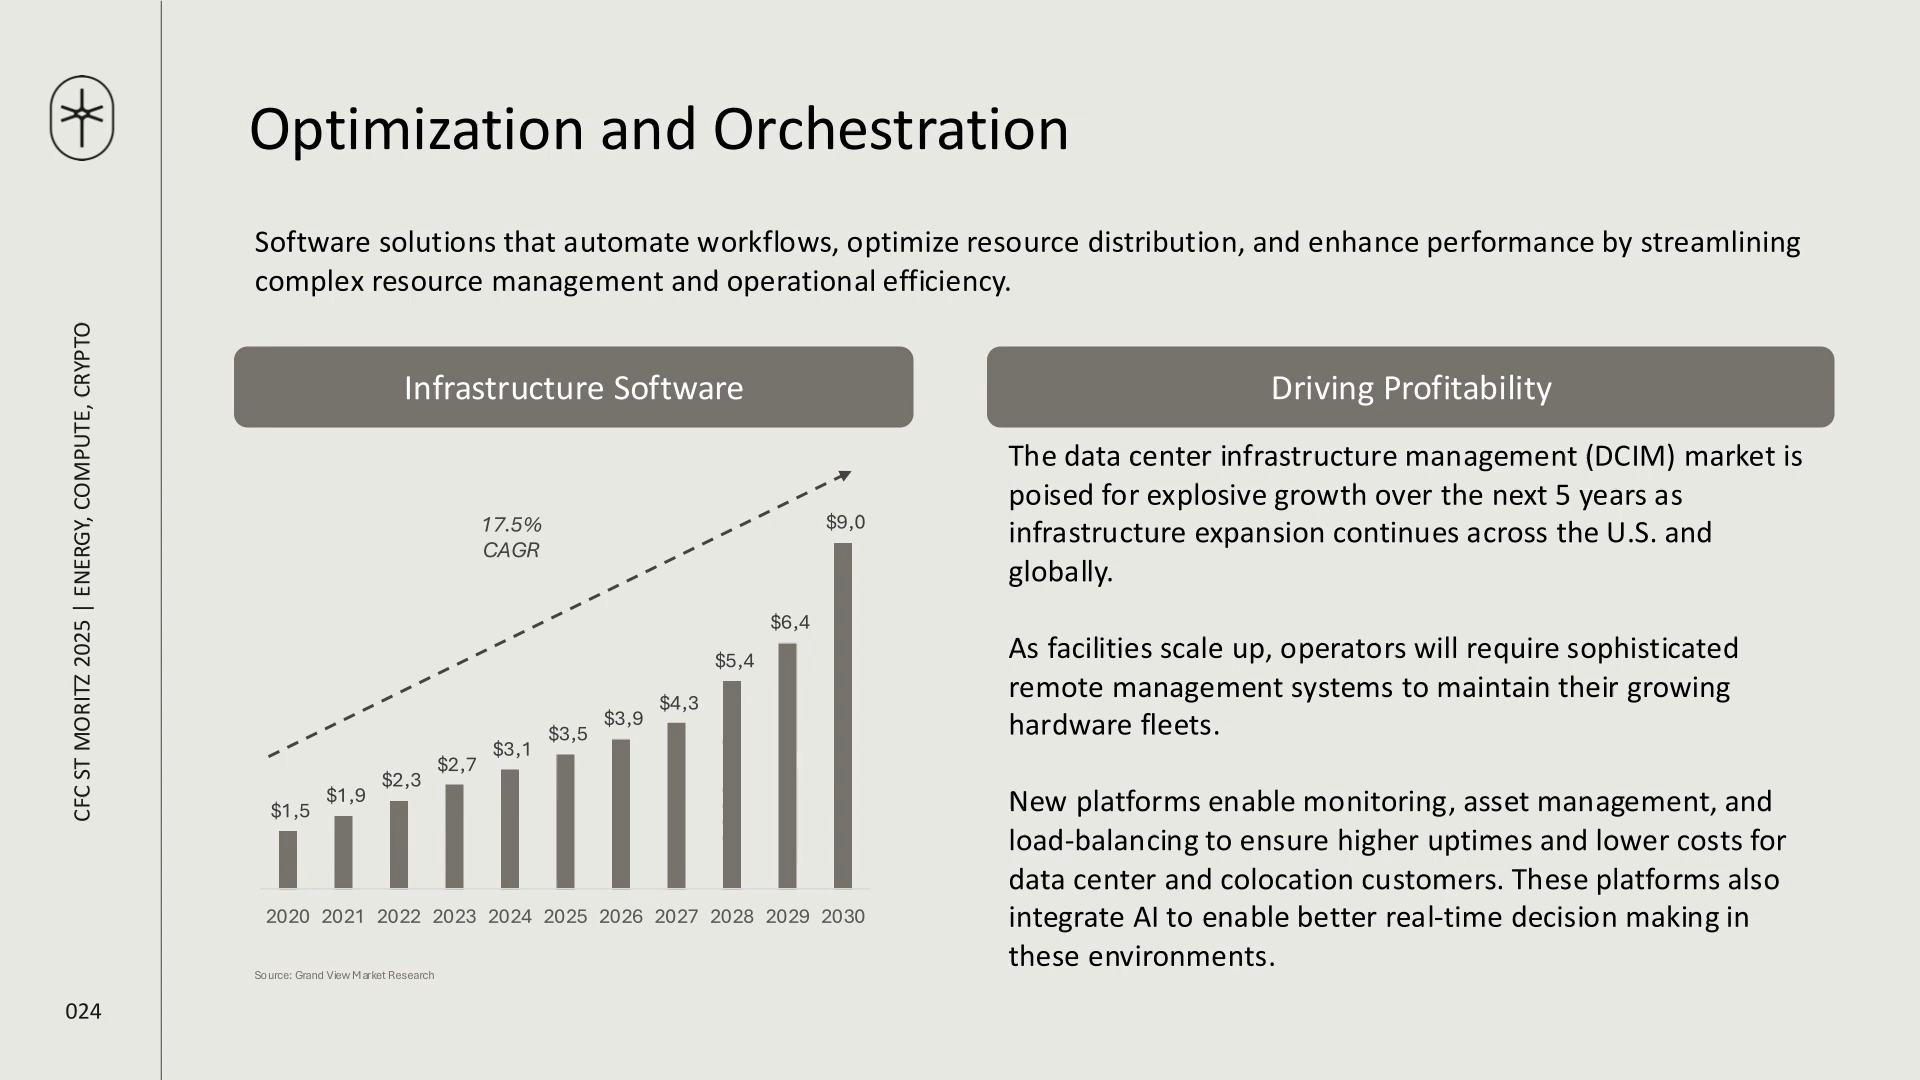 Optimization and Orchestration
Software solutions that automate workflows, optimize resource distribution, and enhance performance by streamlining
complex resource management and operational efficiency.
CFC ST MORITZ 2025 | ENERGY, COMPUTE, CRYPTO
Infrastructure Software
17.5%
CAGR
$1,5
$1,9
$2,3
$2,7
$3,1
$3,5
$3,9
$4,3
$5,4
$6,4
$9,0
2020 2021 2022 2023 2024 2025 2026 2027 2028 2029 2030
Source: Grand View Market Research
Driving Profitability
The data center infrastructure management (DCIM) market is
poised for explosive growth over the next 5 years as
infrastructure expansion continues across the U.S. and
globally.
As facilities scale up, operators will require sophisticated
remote management systems to maintain their growing
hardware fleets.
New platforms enable monitoring, asset management, and
load-balancing to ensure higher uptimes and lower costs for
data center and colocation customers. These platforms also
integrate AI to enable better real-time decision making in
these environments.
024